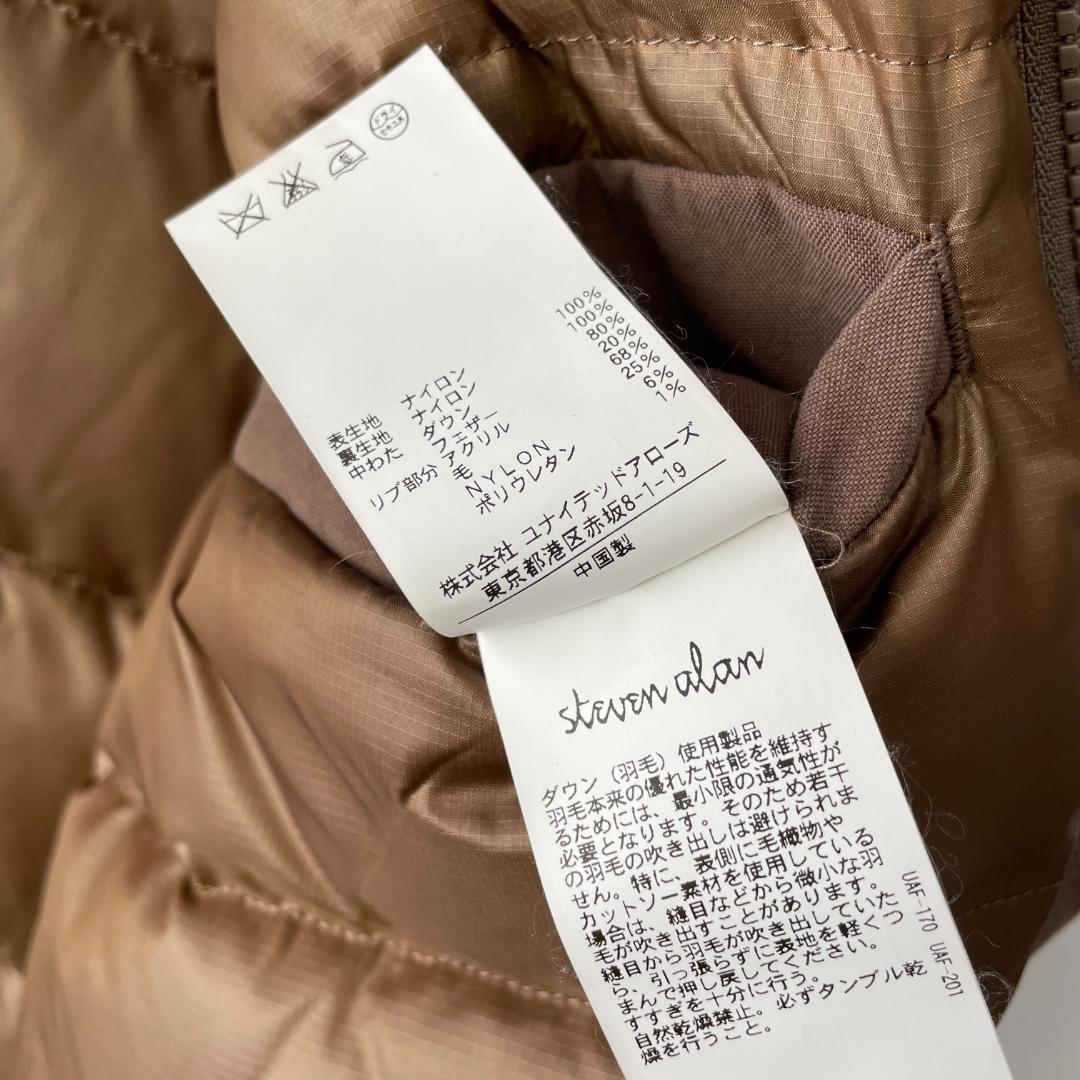 ドライ
セキユ系
表生地 ナイロン 100%
裏生地 ナイロン 100%
中わた ダウン 80%
フェザー 20%
リブ部分 アクリル 68%
毛 25%
NYLON 6%
ポリウレタン 1%
株式会社 ユナイテッドアローズ
東京都港区赤坂8-1-19
中国製
steven alan
ダウン（羽毛）使用製品
羽毛本来の優れた性能を維持す
るためには、最小限の通気性が
必要となります。そのため若干
の羽毛の吹き出しは避けられま
せん。特に、表側に毛織物や
カットソー素材を使用している
場合は、縫目などから微小な羽
毛が吹き出すことがあります。
縫目から羽毛が吹き出していた
ら、引っ張らずに表地を軽くつ
まんで押し戻してください。
すすぎを十分に行う。
自然乾燥禁止。必ずタンブル乾
燥を行うこと。
UAF-170 UAF-201